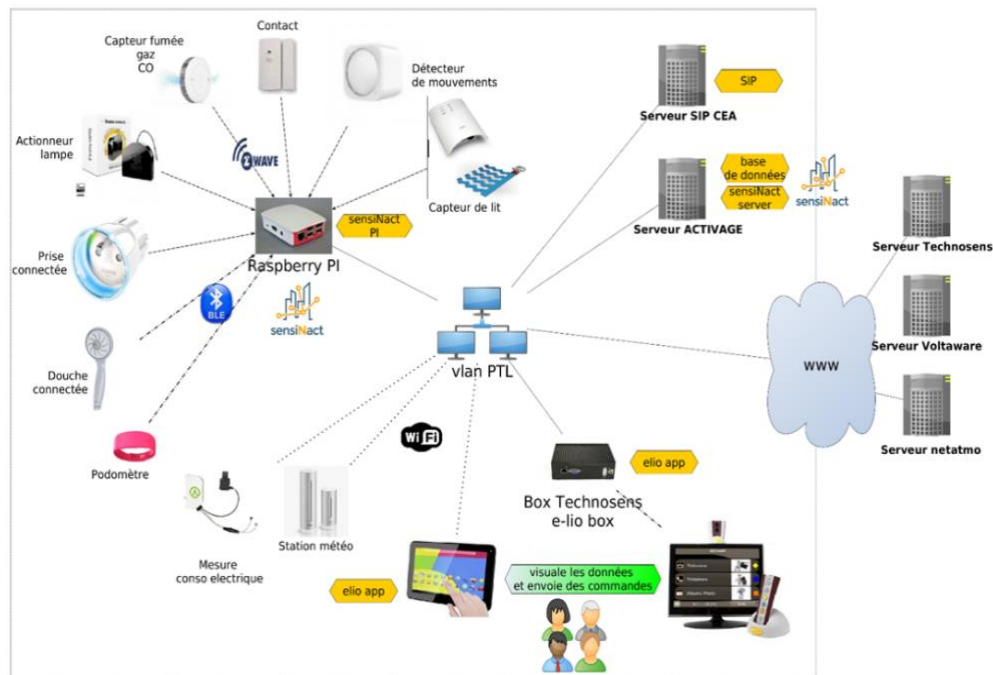 Contact
Capteur fumée
gaz
CO
Détecteur
de mouvements
SIP
Serveur SIP CEA
Actionneur
lampe
WAVE
base
de données
sensiNact
server
sensiNact
Capteur de lit
Serveur ACTIVAGE
sensiNact
PI
Raspberry PI
Serveur Technosens
Prise
connectée
BLE
sensiNact
Serveur Voltaware
www
vlan PTL
Douche
connectée
WiFi
Serveur netatmo
Podomètre
elio app
Box Technosens
e-lio box
Station météo
Mesure
conso electrique
elio app
visuale les données
et envoie des commandes